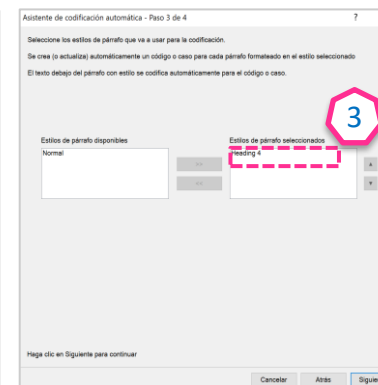 Asistente de codificación automática - Paso 3 de 4 ?
Seleccione los estilos de párrafo que va a usar para la codificación.
Se crea (o actualiza) automáticamente un código o caso para cada párrafo formateado en el estilo seleccionado
El texto debajo del párrafo con estilo se codifica automáticamente para el código o caso.
3
Estilos de párrafo disponibles Estilos de párrafo seleccionados
Normal Heading 4
>>
<<
Haga clic en Siguiente para continuar
Cancelar Atrás Siguie